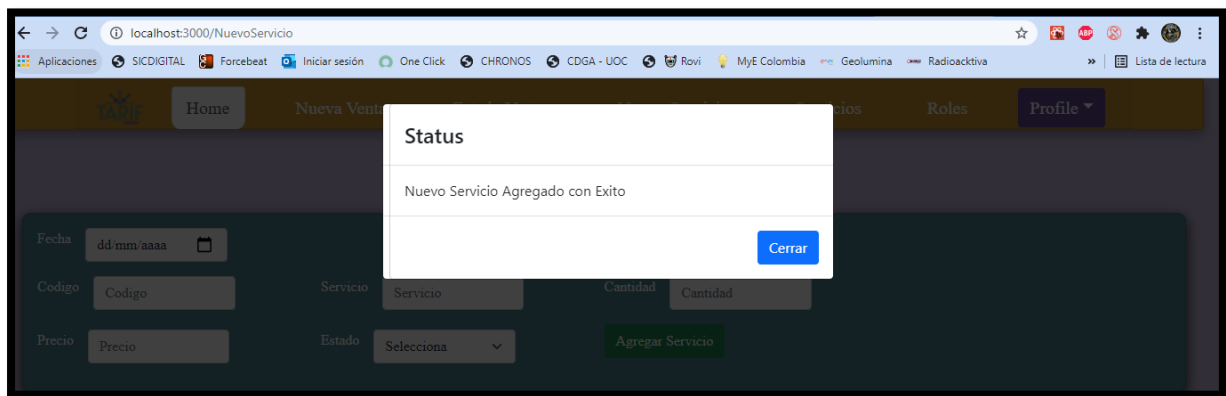 localhost:3000/NuevoServicio
Aplicaciones SICDIGITAL Forcebeat Iniciar sesión One Click CHRONOS CDGA - UOC Rovi MyE Colombia Geolumina Radioacktiva » Lista de lectura
TARIF Home Nueva Vent Roles Profile
Status
Nuevo Servicio Agregado con Exito
Cerrar
Fecha dd/mm/aaaa
Codigo Codigo Servicio Servicio Cantidad Cantidad
Precio Precio Estado Selecciona Agregar Servicio